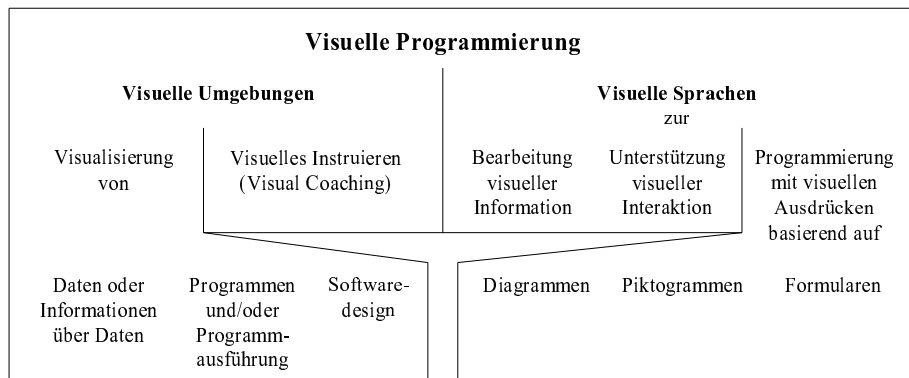 Visuelle Programmierung
Visuelle Umgebungen
Visualisierung
von
Visuelles Instruieren
(Visual Coaching)
Daten oder
Informationen
über Daten
Programmen
und/oder
Programm-
ausführung
Software-
design
Visuelle Sprachen
zur
Bearbeitung
visueller
Information
Unterstützung
visueller
Interaktion
Programmierung
mit visuellen
Ausdrücken
basierend auf
Diagrammen
Piktogrammen
Formularen